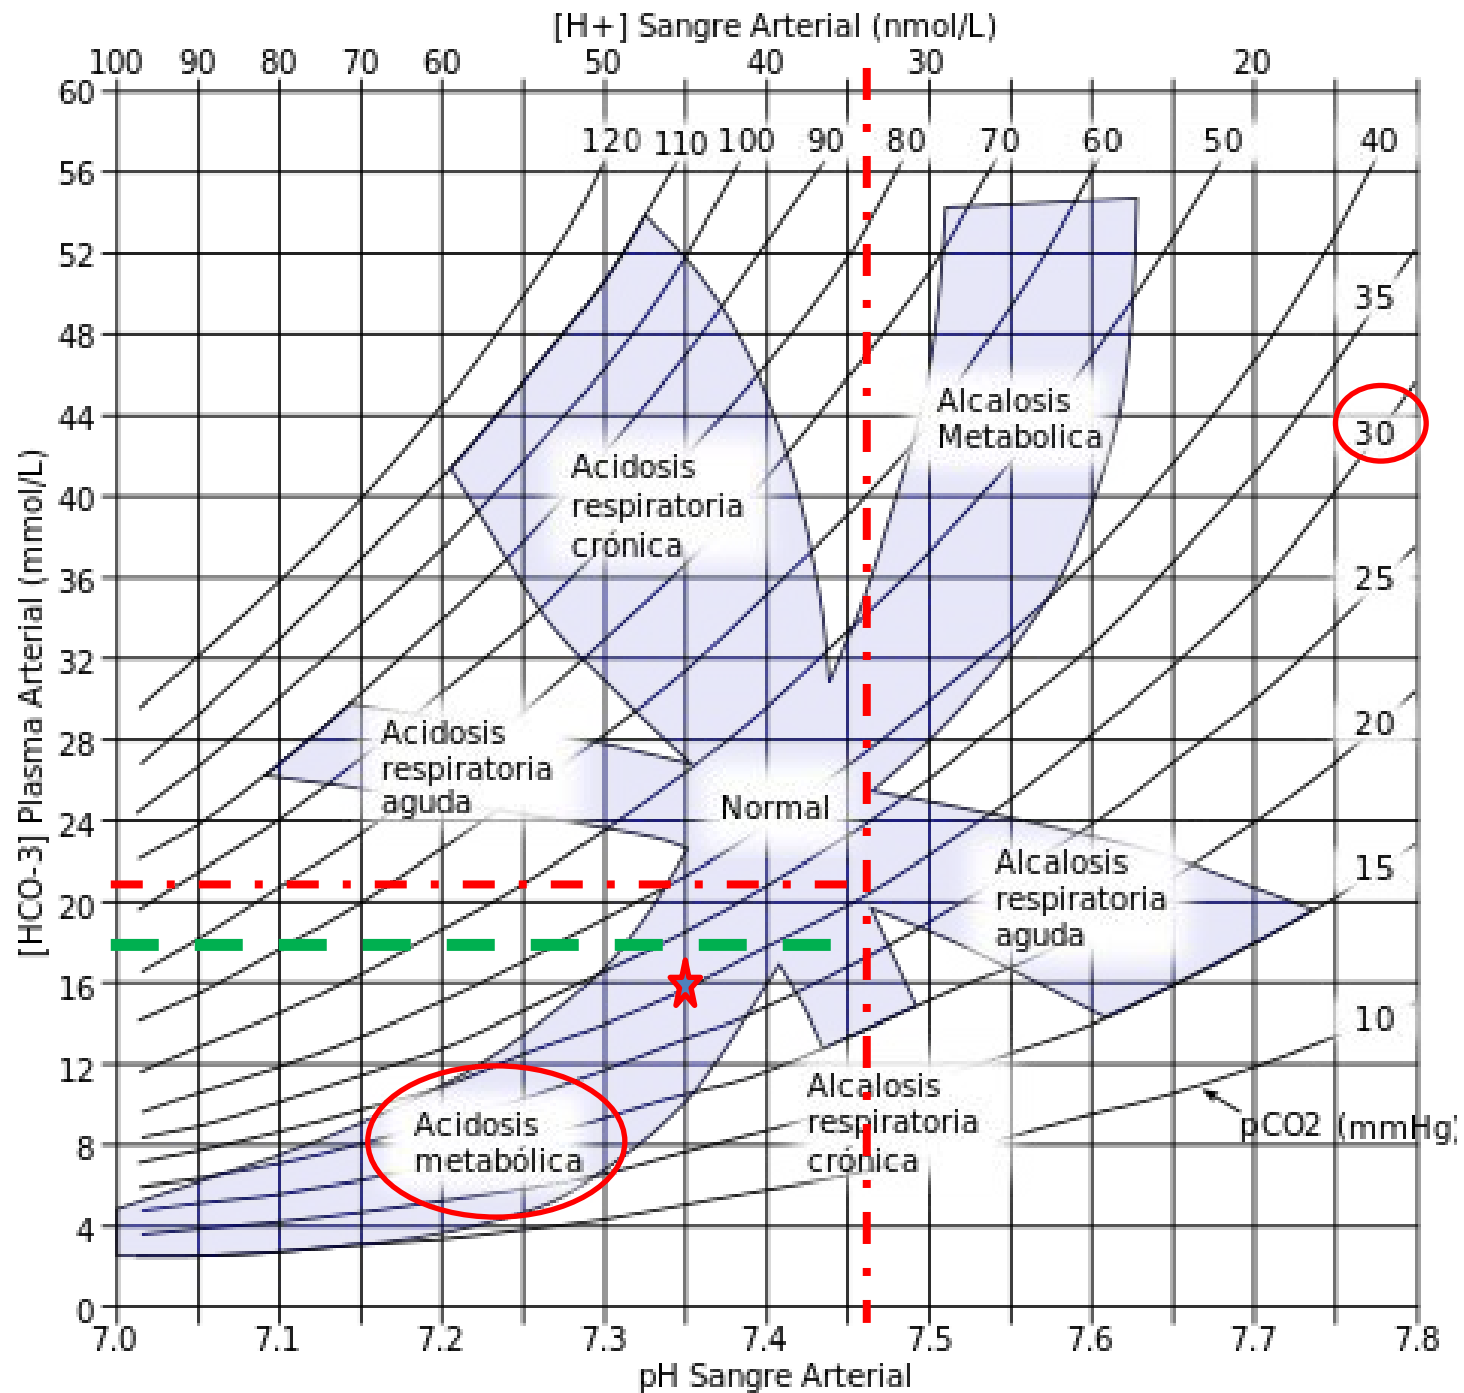 [H+] Sangre Arterial (nmol/L)
100 90 80 70 60 50 40 30 20
60
120 110 100 90 80 70 60 50 40
56
52
35
48
44
Alcalosis
Metabolica
30
Acidosis
respiratoria
crónica
40
36
25
32
28
Acidosis
respiratoria
aguda
20
Normal
24
Alcalosis
respiratoria
aguda
15
20
16
10
12
Alcalosis
respiratoria
crónica
Acidosis
metabólica
pCO2 (mmHg)
8
4
0
[HCO-3] Plasma Arterial (mmol/L)
7.0 7.1 7.2 7.3 7.4 7.5 7.6 7.7 7.8
pH Sangre Arterial